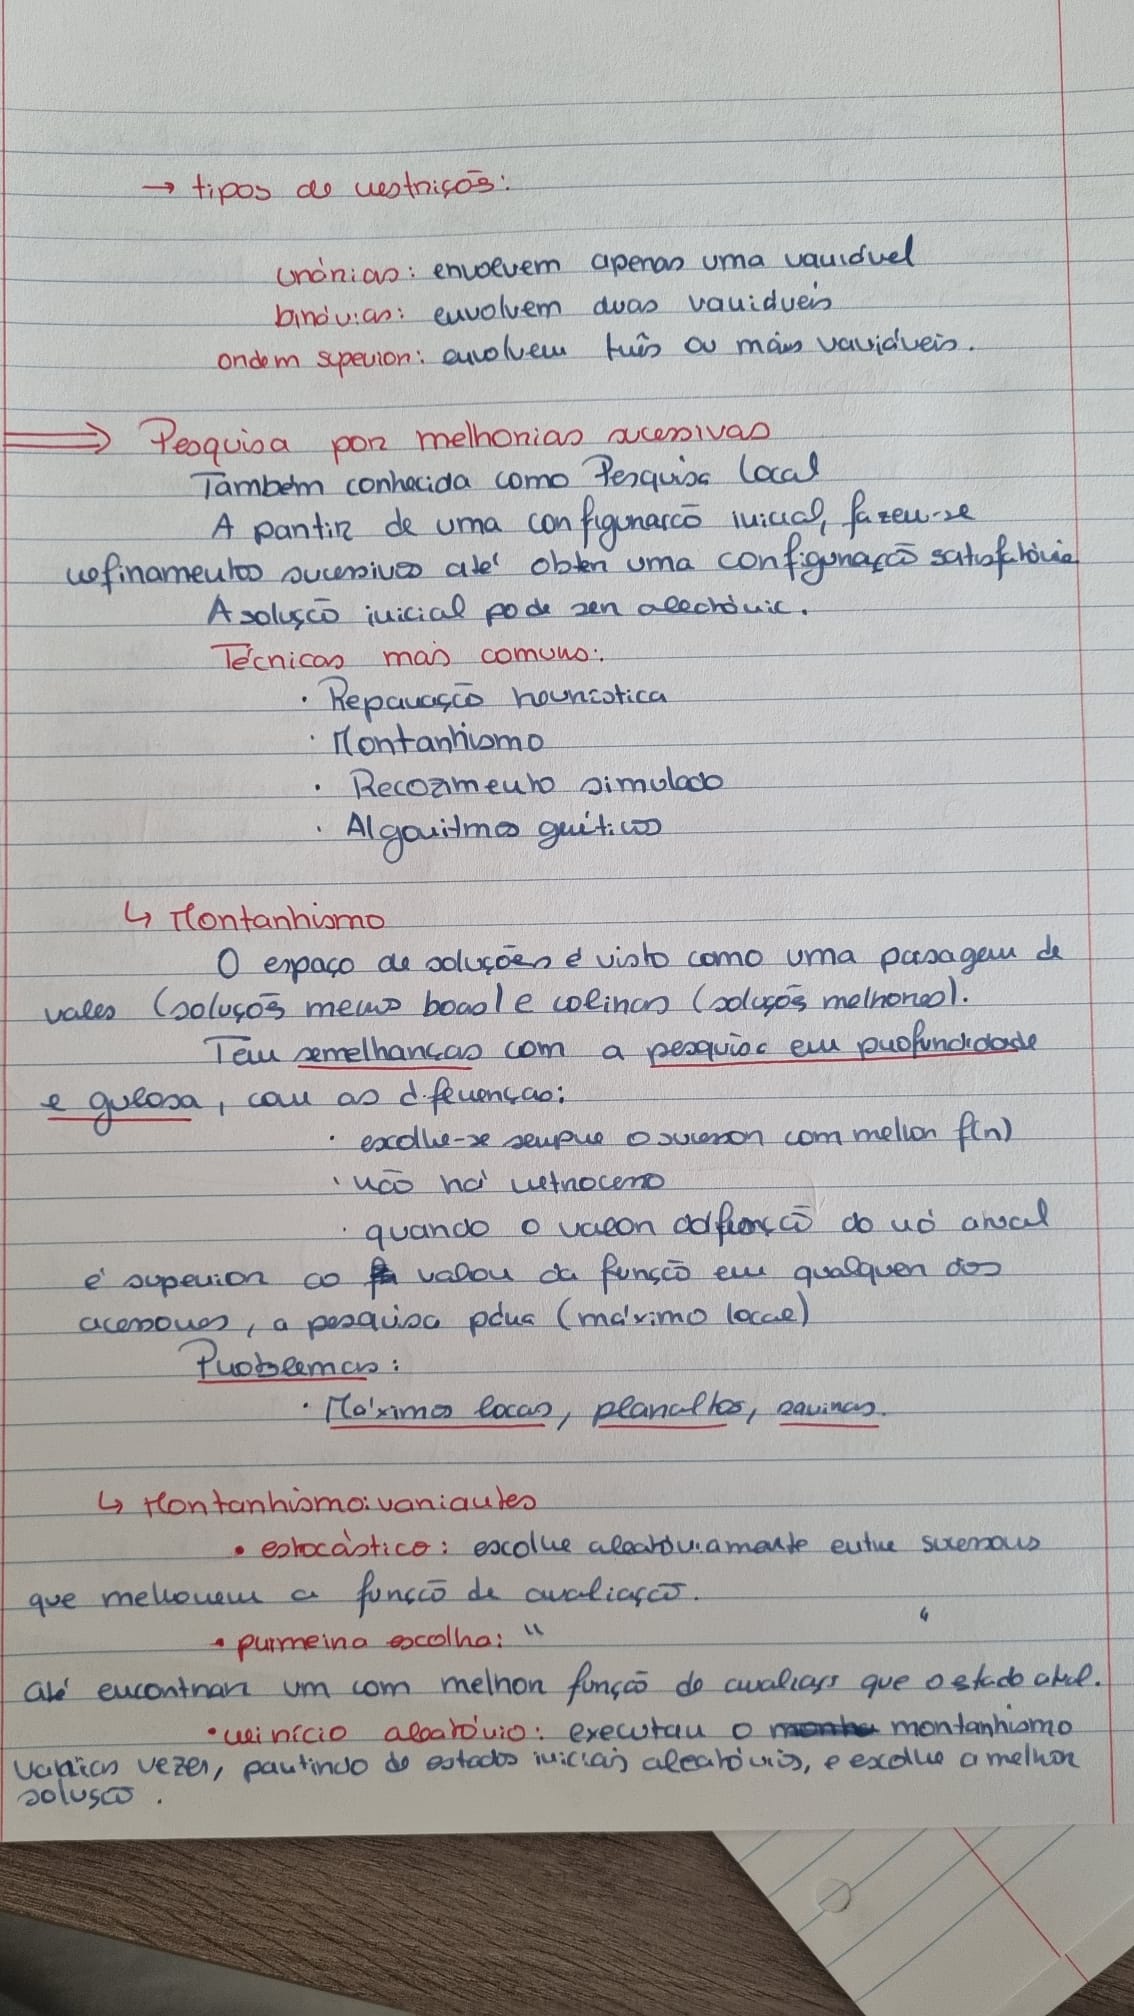 → tipos de restrições:
unárias: envolvem apenas uma variável
binárias: envolvem duas variáveis
ordem superior: envolvem três ou mais variáveis.
⇒ Pesquisa por melhorias sucessivas
Também conhecida como Pesquisa local
A partir de uma configuração inicial, fazem-se
refinamentos sucessivos até obter uma configuração satisfatória
A solução inicial pode ser aleatória.
Técnicas mais comuns:
· Reparação heurística
· Montanhismo
· Recozimento simulado
· Algoritmos genéticos
↳ Montanhismo
O espaço de soluções é visto como uma paisagem de
vales (soluções menos boas) e colinas (soluções melhores).
Tem semelhanças com a pesquisa em profundidade
e gulosa, com as diferenças:
· escolhe-se sempre o sucessor com melhor f(n)
· não há retrocesso
· quando o valor da função do nó atual
é superior ao valor da função em qualquer dos
sucessores, a pesquisa pára (máximo local)
Problemas:
· Máximos locais, planaltos, ravinas.
↳ Montanhismo: variantes
• estocástico: escolhe aleatoriamente entre sucessores
que melhorem a função de avaliação.
• primeira escolha: " "
até encontrar um com melhor função de avaliação que o estado atual.
• reinício aleatório: executar o montanhismo
várias vezes, partindo de estados iniciais aleatórios, e escolhe a melhor
solução.